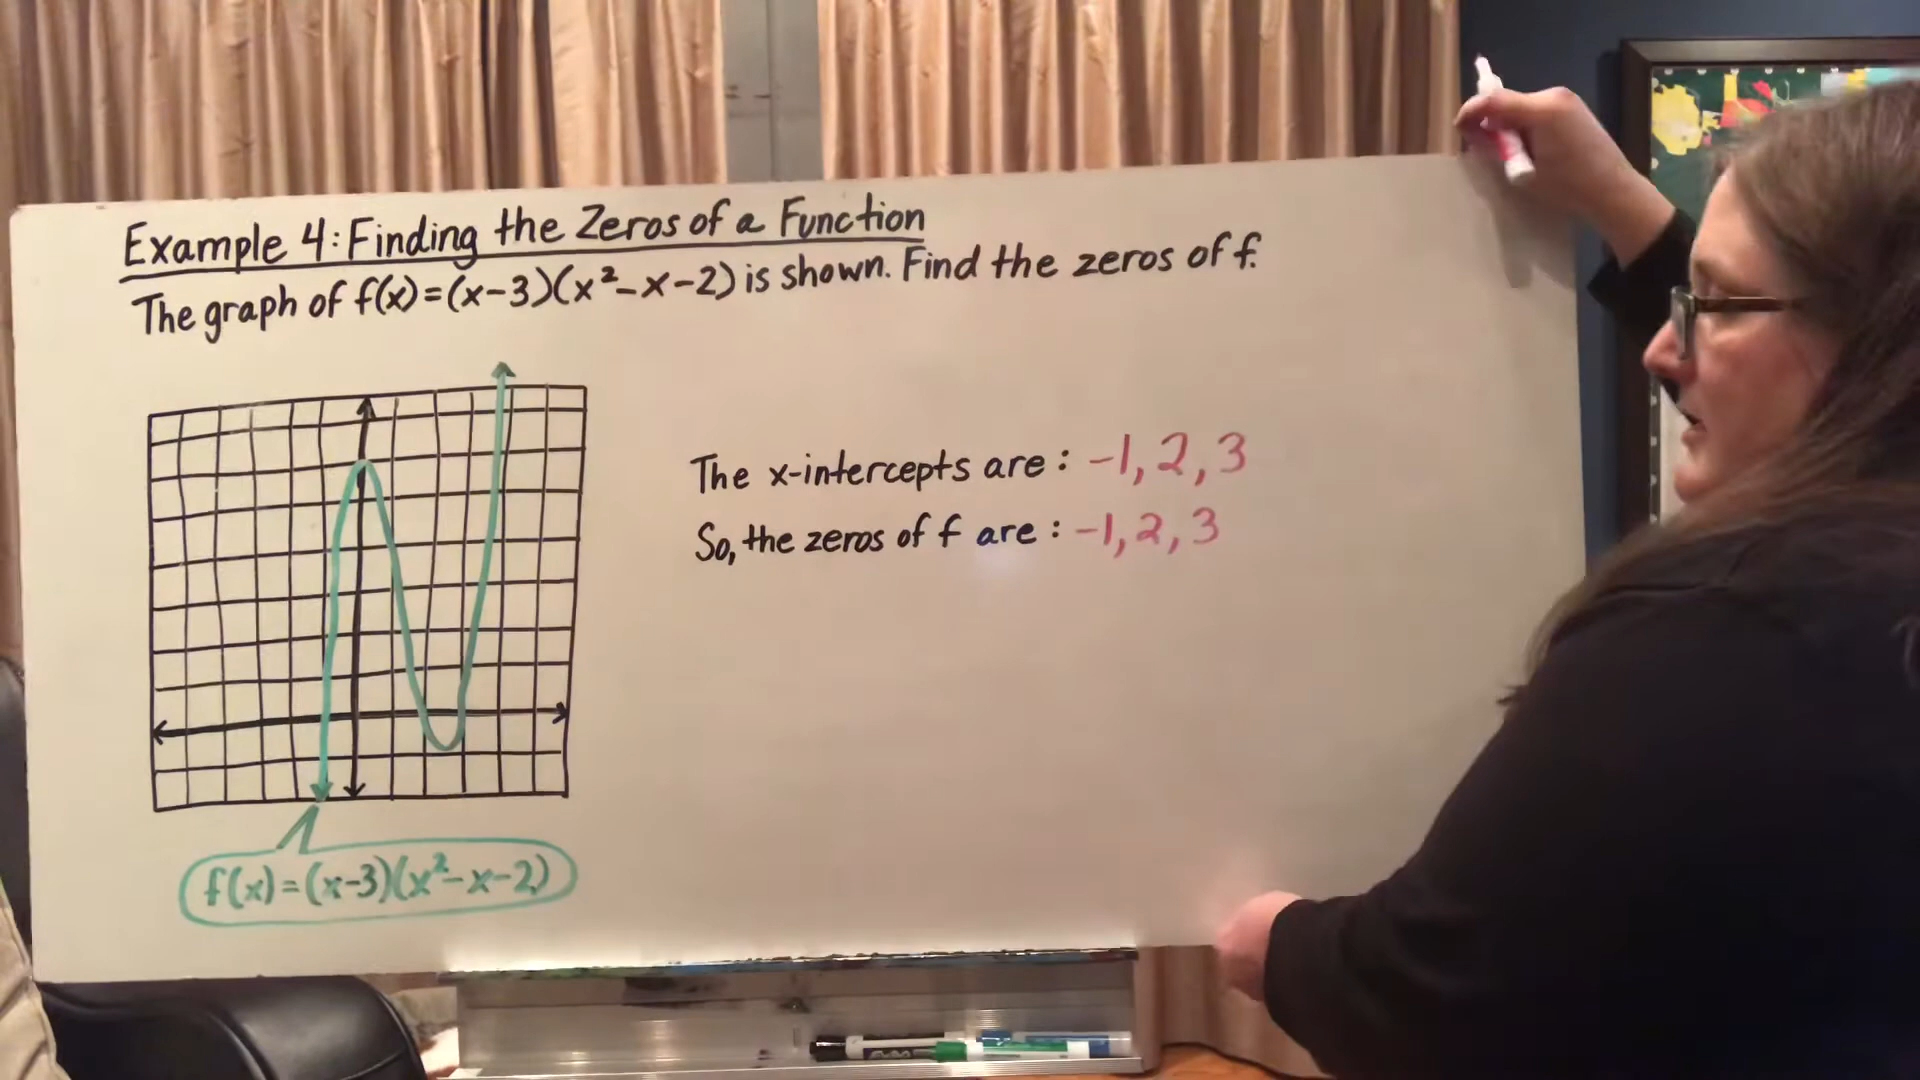 Example 4: Finding the Zeros of a Function
The graph of f(x)=(x-3)(x²-x-2) is shown. Find the zeros of f.
The x-intercepts are: -1, 2, 3
So, the zeros of f are: -1, 2, 3
f(x)=(x-3)(x²-x-2)